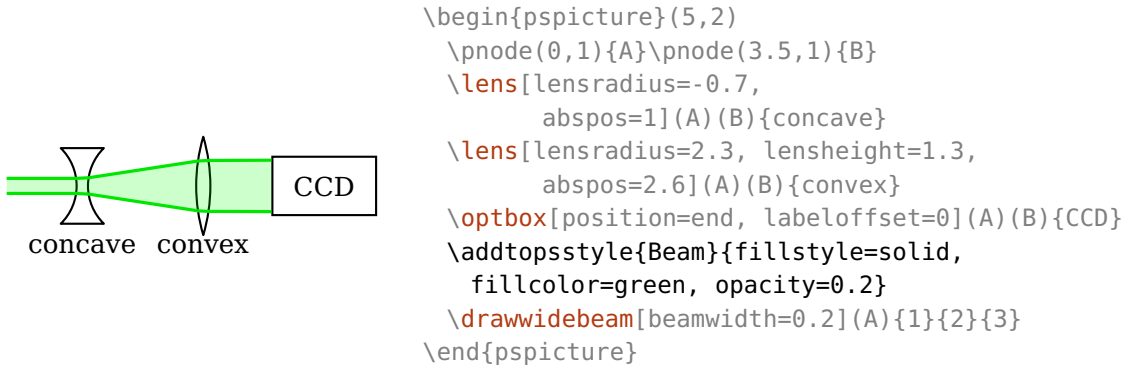 CCD
concave convex
\begin{pspicture}(5,2)
  \pnode(0,1){A}\pnode(3.5,1){B}
  \lens[lensradius=-0.7,
        abspos=1](A)(B){concave}
  \lens[lensradius=2.3, lensheight=1.3,
        abspos=2.6](A)(B){convex}
  \optbox[position=end, labeloffset=0](A)(B){CCD}
  \addtopsstyle{Beam}{fillstyle=solid,
    fillcolor=green, opacity=0.2}
  \drawwidebeam[beamwidth=0.2](A){1}{2}{3}
\end{pspicture}